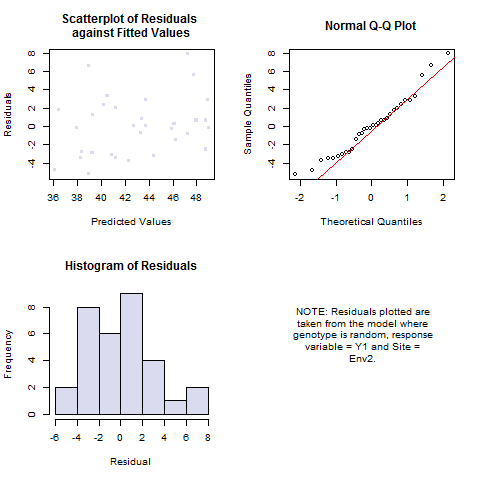 Scatterplot of Residuals
against Fitted Values
Residuals
8
6
4
2
0
-2
-4
36
38
40
42
44
46
48
Predicted Values
Normal Q-Q Plot
Sample Quantiles
8
6
4
2
0
-2
-4
-2
-1
0
1
2
Theoretical Quantiles
Histogram of Residuals
Frequency
8
6
4
2
0
-6
-4
-2
0
2
4
6
8
Residual
NOTE: Residuals plotted are
taken from the model where
genotype is random, response
variable = Y1 and Site =
Env2.